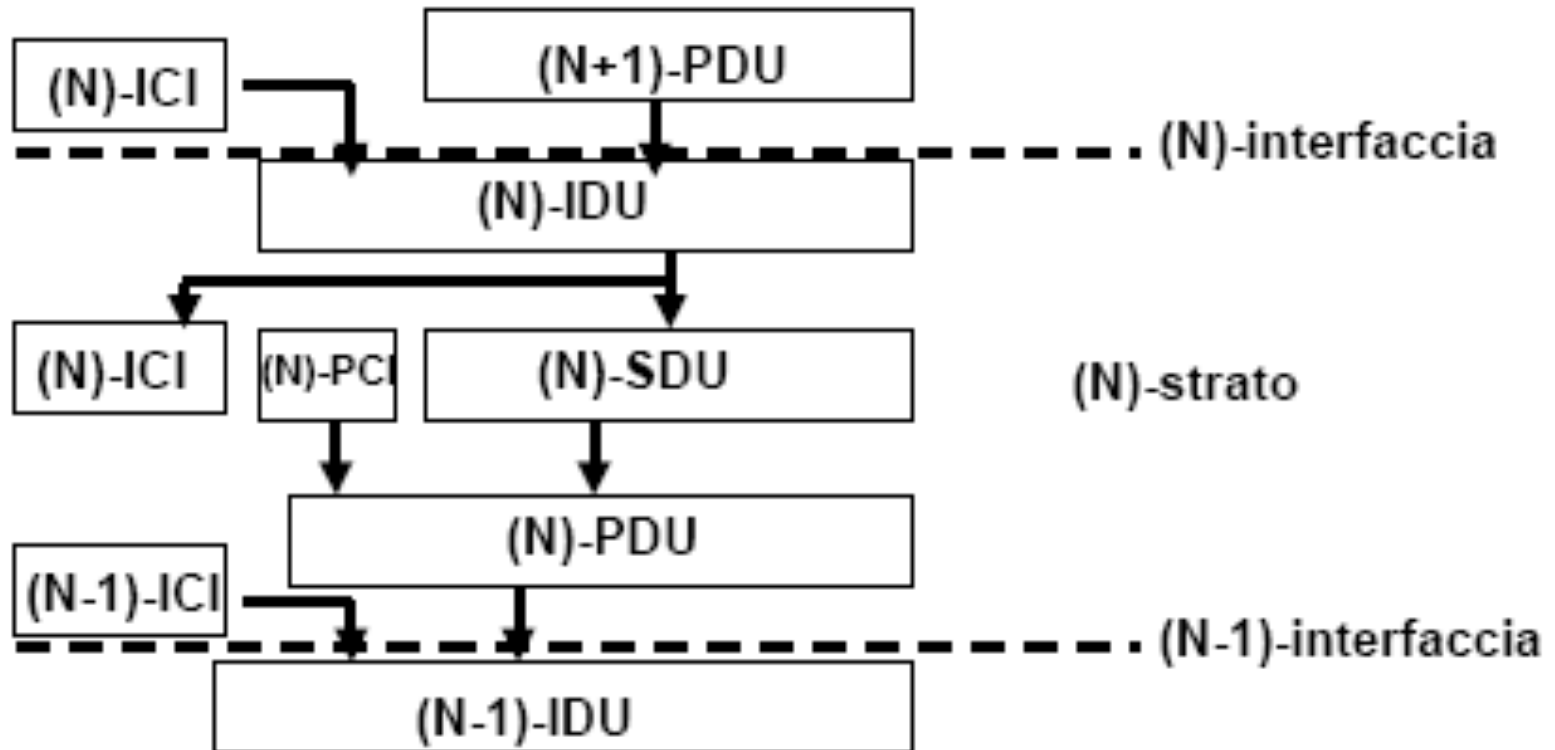 (N)-ICI
(N+1)-PDU
(N)-interfaccia
(N)-IDU
(N)-ICI
(N)-PCI
(N)-SDU
(N)-strato
(N)-PDU
(N-1)-ICI
(N-1)-interfaccia
(N-1)-IDU